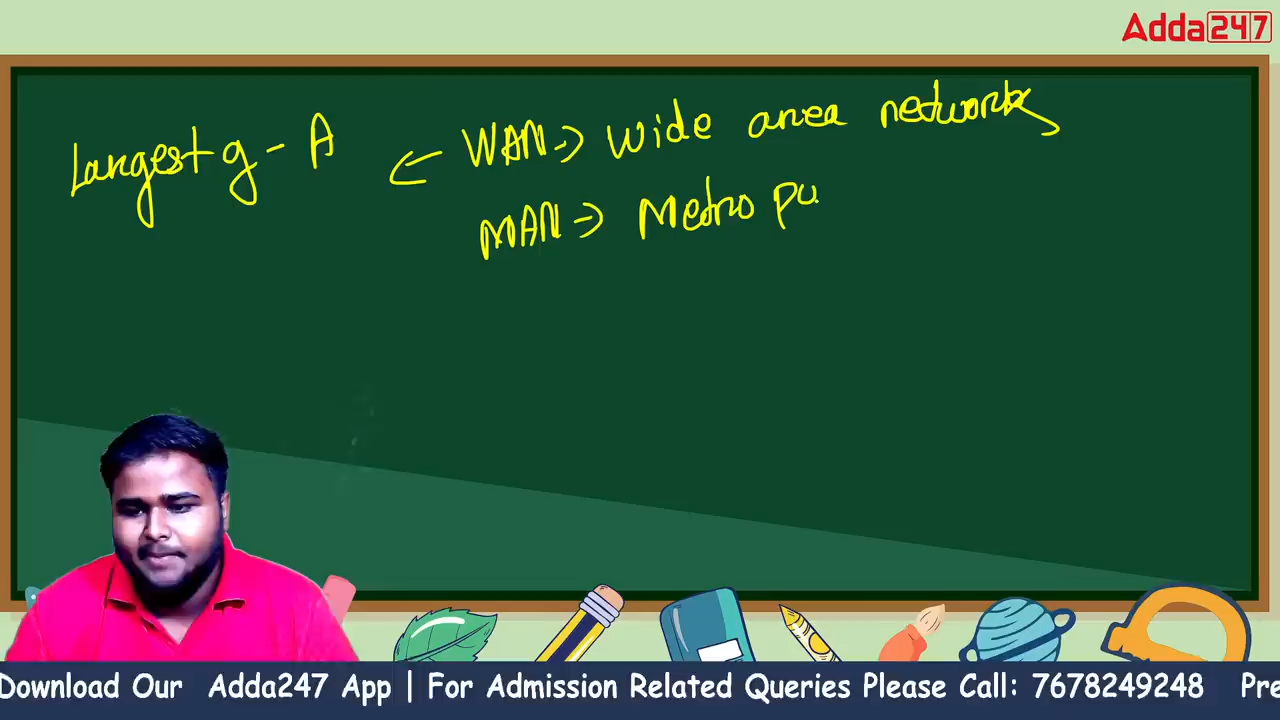 Adda247
Largest g - A ← WAN => Wide area network
MAN => Metro po
Download Our Adda247 App | For Admission Related Queries Please Call: 7678249248 Pre